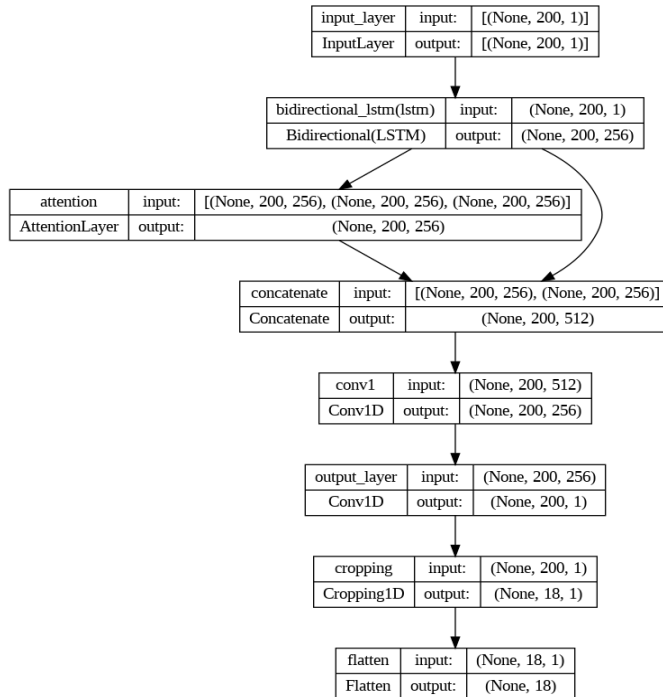 input_layer input: [(None, 200, 1)]
InputLayer output: [(None, 200, 1)]
bidirectional_lstm(lstm) input: (None, 200, 1)
Bidirectional(LSTM) output: (None, 200, 256)
attention input: [(None, 200, 256), (None, 200, 256), (None, 200, 256)]
AttentionLayer output: (None, 200, 256)
concatenate input: [(None, 200, 256), (None, 200, 256)]
Concatenate output: (None, 200, 512)
conv1 input: (None, 200, 512)
Conv1D output: (None, 200, 256)
output_layer input: (None, 200, 256)
Conv1D output: (None, 200, 1)
cropping input: (None, 200, 1)
Cropping1D output: (None, 18, 1)
flatten input: (None, 18, 1)
Flatten output: (None, 18)